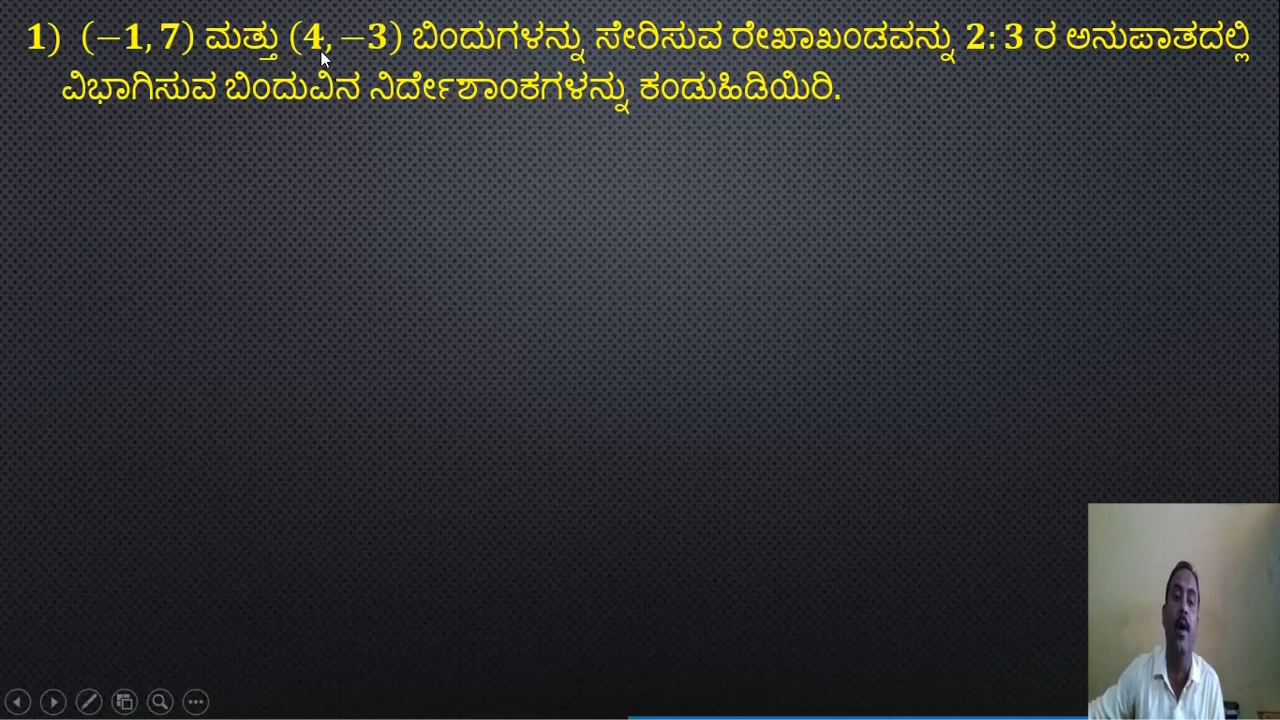 1) (−1, 7) ಮತ್ತು (4, −3) ಬಿಂದುಗಳನ್ನು ಸೇರಿಸುವ ರೇಖಾಖಂಡವನ್ನು 2: 3 ರ ಅನುಪಾತದಲ್ಲಿ
ವಿಭಾಗಿಸುವ ಬಿಂದುವಿನ ನಿರ್ದೇಶಾಂಕಗಳನ್ನು ಕಂಡುಹಿಡಿಯಿರಿ.